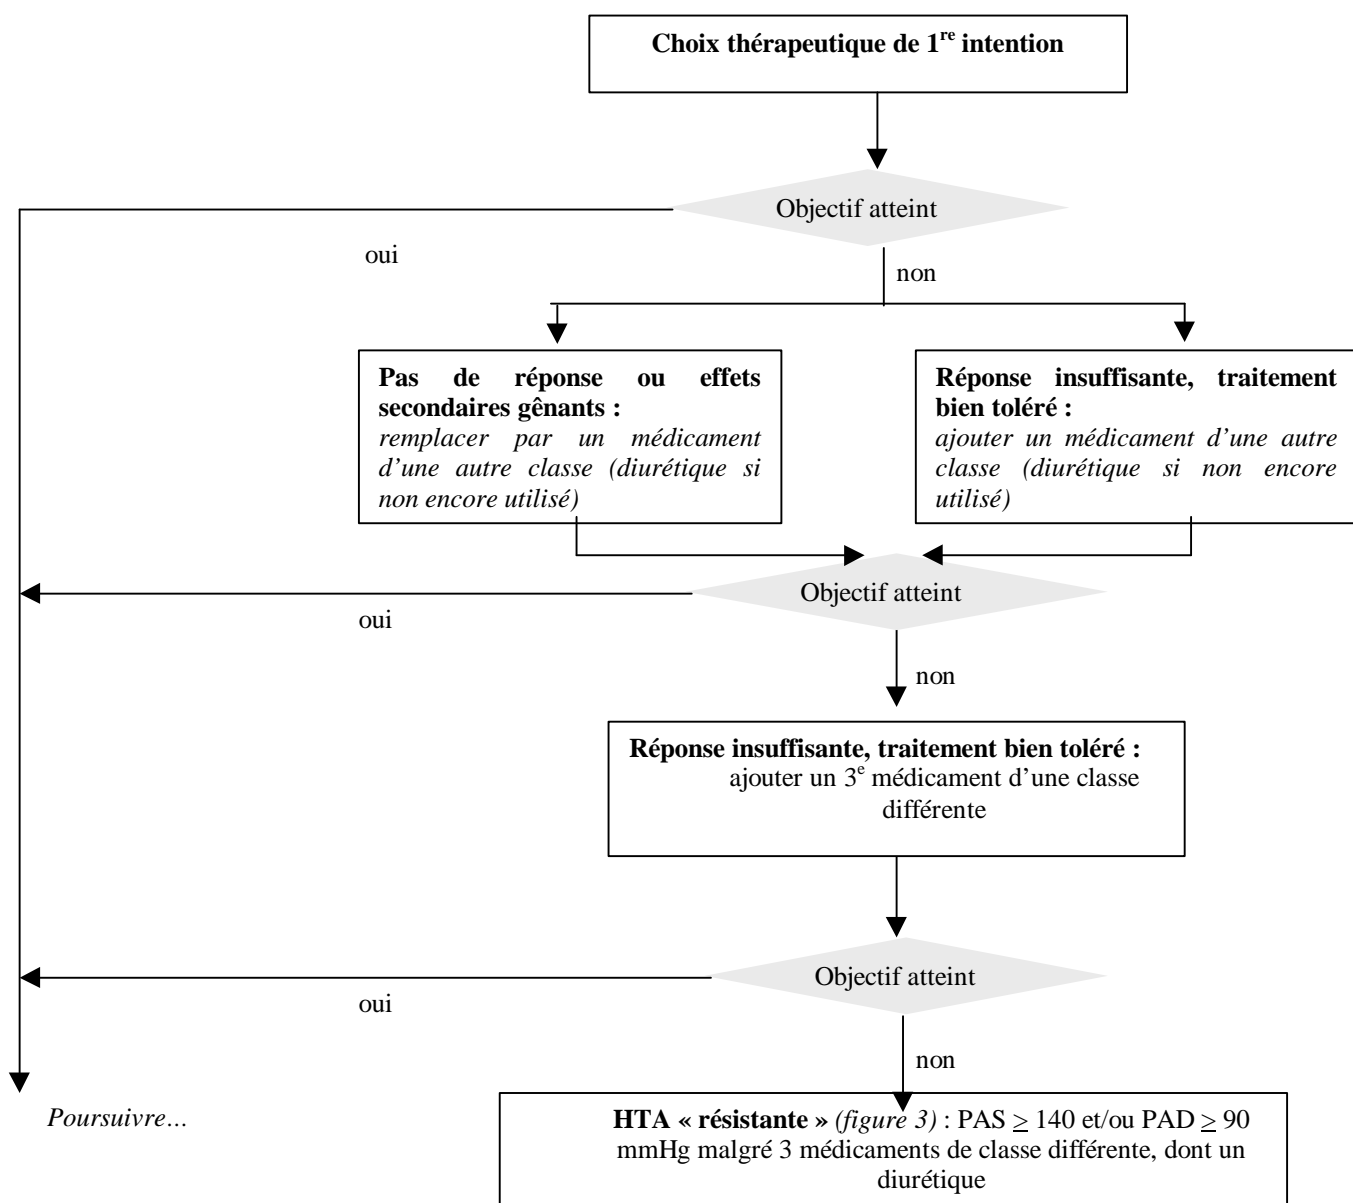 Choix thérapeutique de 1re intention
Objectif atteint
oui
non
Pas de réponse ou effets
secondaires gênants :
remplacer par un médicament
d’une autre classe (diurétique si
non encore utilisé)
Réponse insuffisante, traitement
bien toléré :
ajouter un médicament d’une autre
classe (diurétique si non encore
utilisé)
Objectif atteint
oui
non
Réponse insuffisante, traitement bien toléré :
ajouter un 3e médicament d’une classe
différente
Objectif atteint
oui
non
Poursuivre…
HTA « résistante » (figure 3) : PAS ≥ 140 et/ou PAD ≥ 90
mmHg malgré 3 médicaments de classe différente, dont un
diurétique